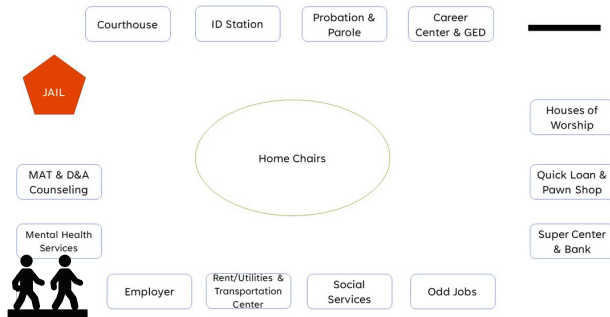 Courthouse
ID Station
Probation &
Parole
Career
Center & GED
JAIL
Houses of
Worship
Home Chairs
MAT & D&A
Counseling
Quick Loan &
Pawn Shop
Mental Health
Services
Super Center
& Bank
Employer
Rent/Utilities &
Transportation
Center
Social
Services
Odd Jobs